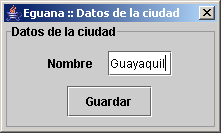 Eguana :: Datos de la ciudad
Datos de la ciudad
Nombre Guayaquil
Guardar